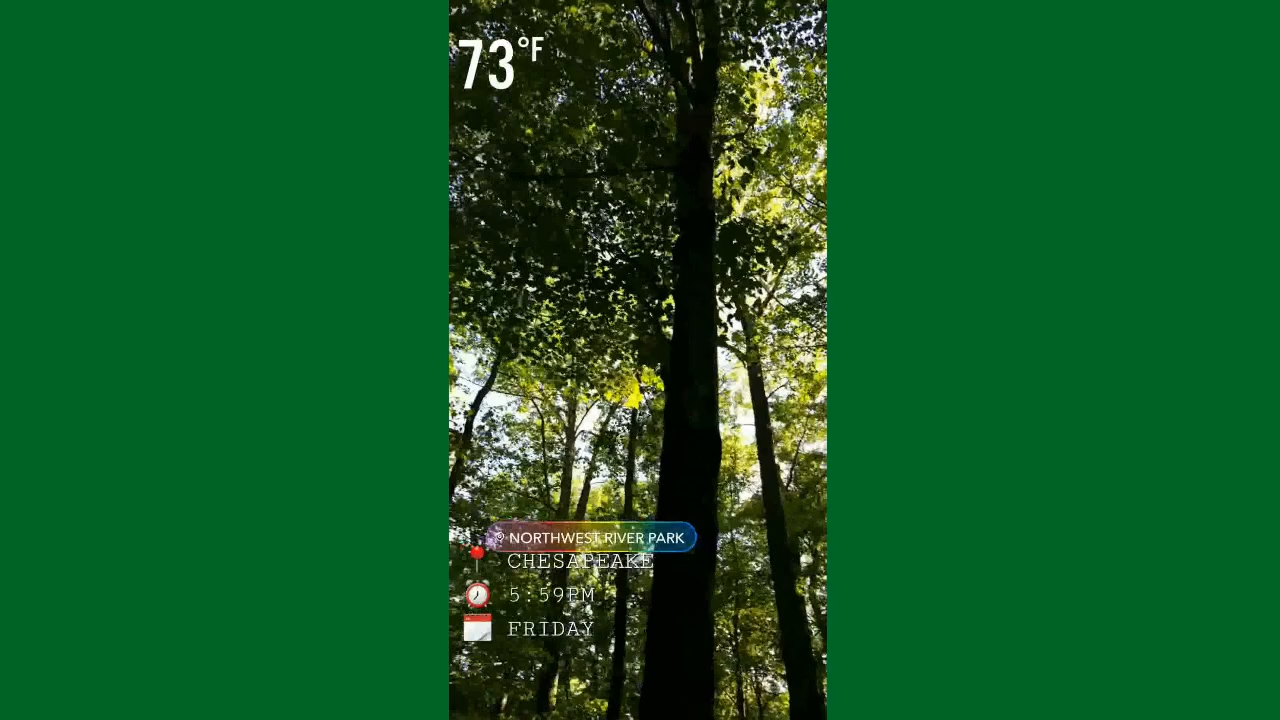 73°F
NORTHWEST RIVER PARK
CHESAPEAKE
5:59PM
FRIDAY